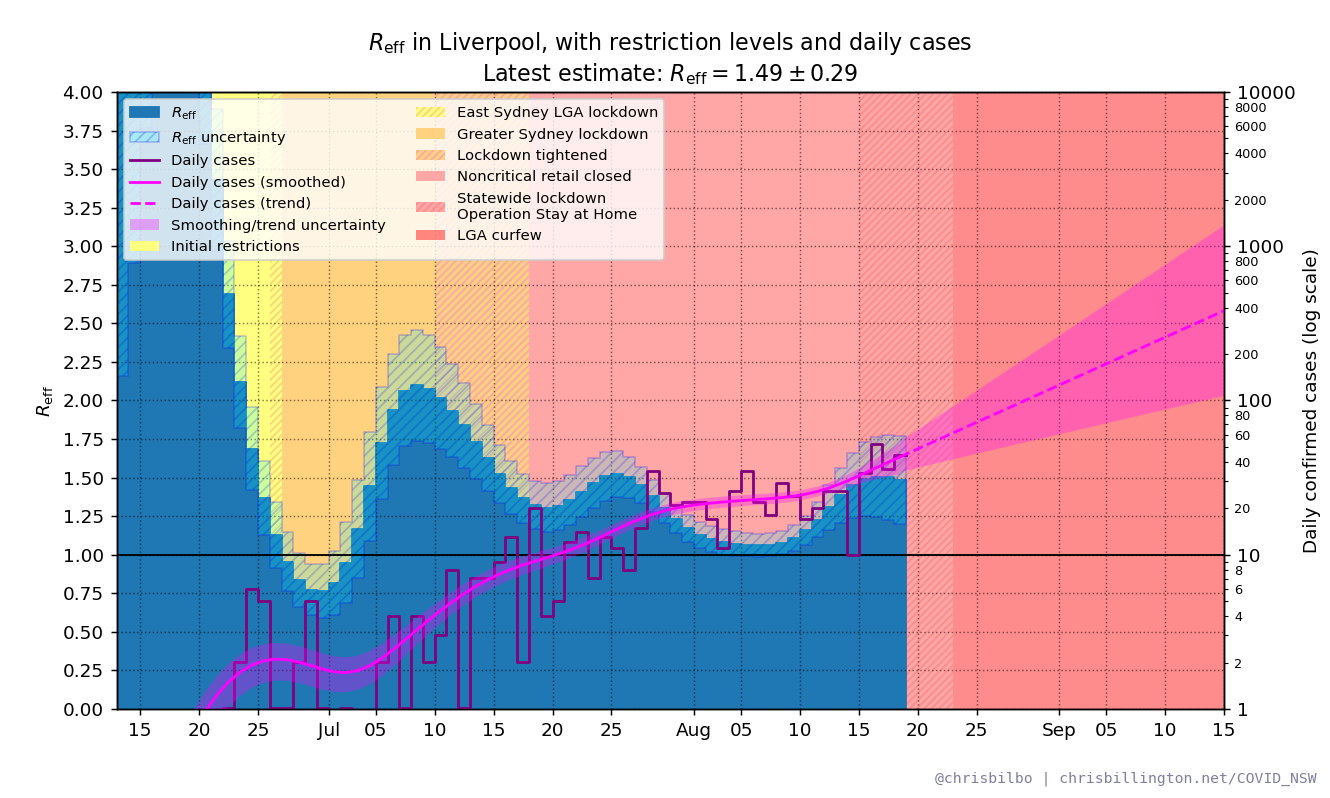 Reff in Liverpool, with restriction levels and daily cases
Latest estimate: Reff = 1.49 ± 0.29
Reff
Reff uncertainty
Daily cases
Daily cases (smoothed)
Daily cases (trend)
Smoothing/trend uncertainty
Initial restrictions
East Sydney LGA lockdown
Greater Sydney lockdown
Lockdown tightened
Noncritical retail closed
Statewide lockdown
Operation Stay at Home
LGA curfew
Reff
4.00
3.75
3.50
3.25
3.00
2.75
2.50
2.25
2.00
1.75
1.50
1.25
1.00
0.75
0.50
0.25
0.00
15 20 25 Jul 05 10 15 20 25 Aug 05 10 15 20 25 Sep 05 10 15
10000
8000
6000
4000
2000
1000
800
600
400
200
100
80
60
40
20
10
8
6
4
2
1
Daily confirmed cases (log scale)
@chrisbilbo | chrisbillington.net/COVID_NSW